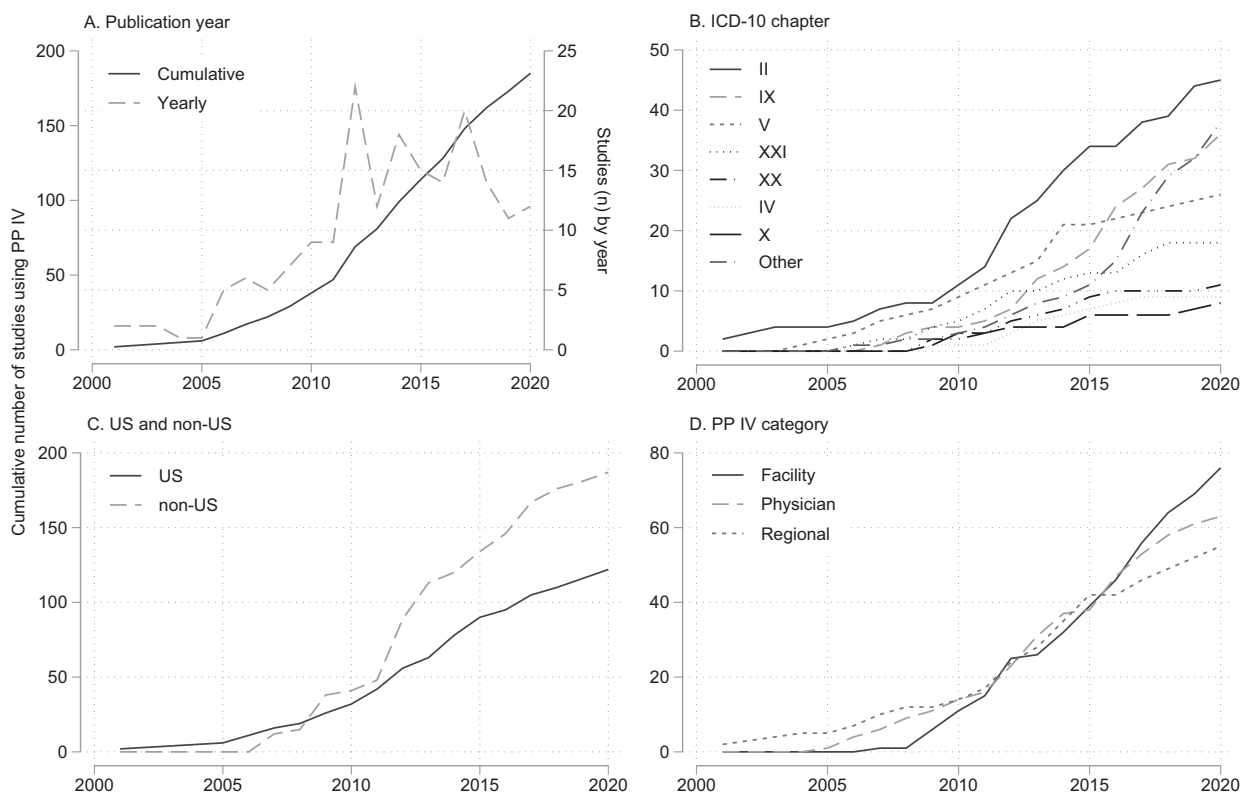 A. Publication year
200
150
100
50
0
25
20
15
10
5
0
Cumulative
Yearly
Studies (n) by year
2000 2005 2010 2015 2020
B. ICD-10 chapter
50
40
30
20
10
0
II
IX
V
XXI
XX
IV
X
Other
2000 2005 2010 2015 2020
Cumulative number of studies using PP IV
C. US and non-US
200
150
100
50
0
US
non-US
2000 2005 2010 2015 2020
D. PP IV category
80
60
40
20
0
Facility
Physician
Regional
2000 2005 2010 2015 2020